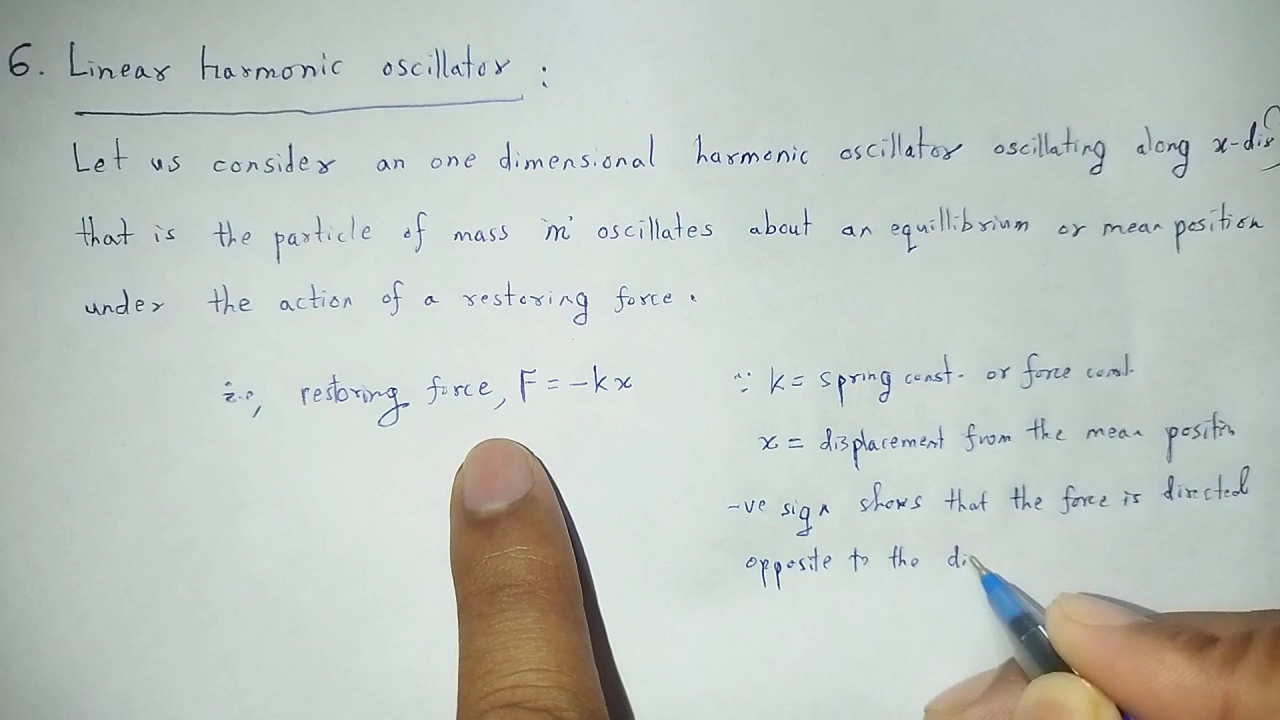 6. Linear harmonic oscillator :
Let us consider an one dimensional harmonic oscillator oscillating along x-dir
that is the particle of mass 'm' oscillates about an equillibrium or mean position
under the action of a restoring force.
i.e, restoring force, F = -kx
∵ k = spring const. or force const.
x = displacement from the mean position
-ve sign shows that the force is directed
opposite to the di